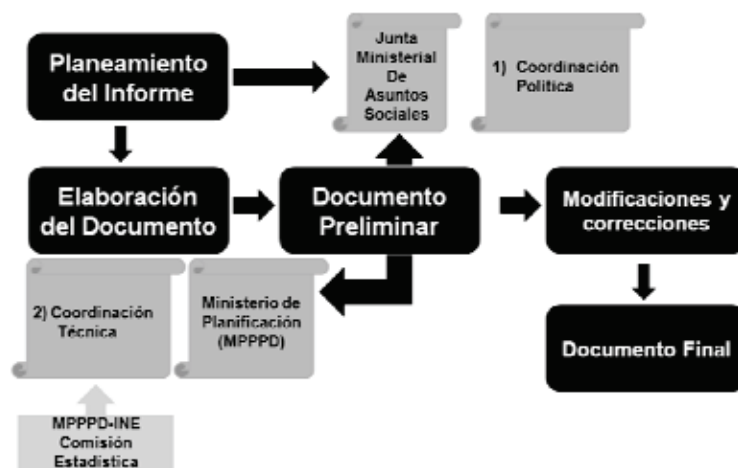 Planeamiento
del Informe
Junta
Ministerial
De
Asuntos
Sociales
1) Coordinación
Política
Elaboración
del Documento
Documento
Preliminar
Modificaciones y
correcciones
2) Coordinación
Técnica
Ministerio de
Planificación
(MPPPD)
Documento Final
MPPPD-INE
Comisión
Estadística